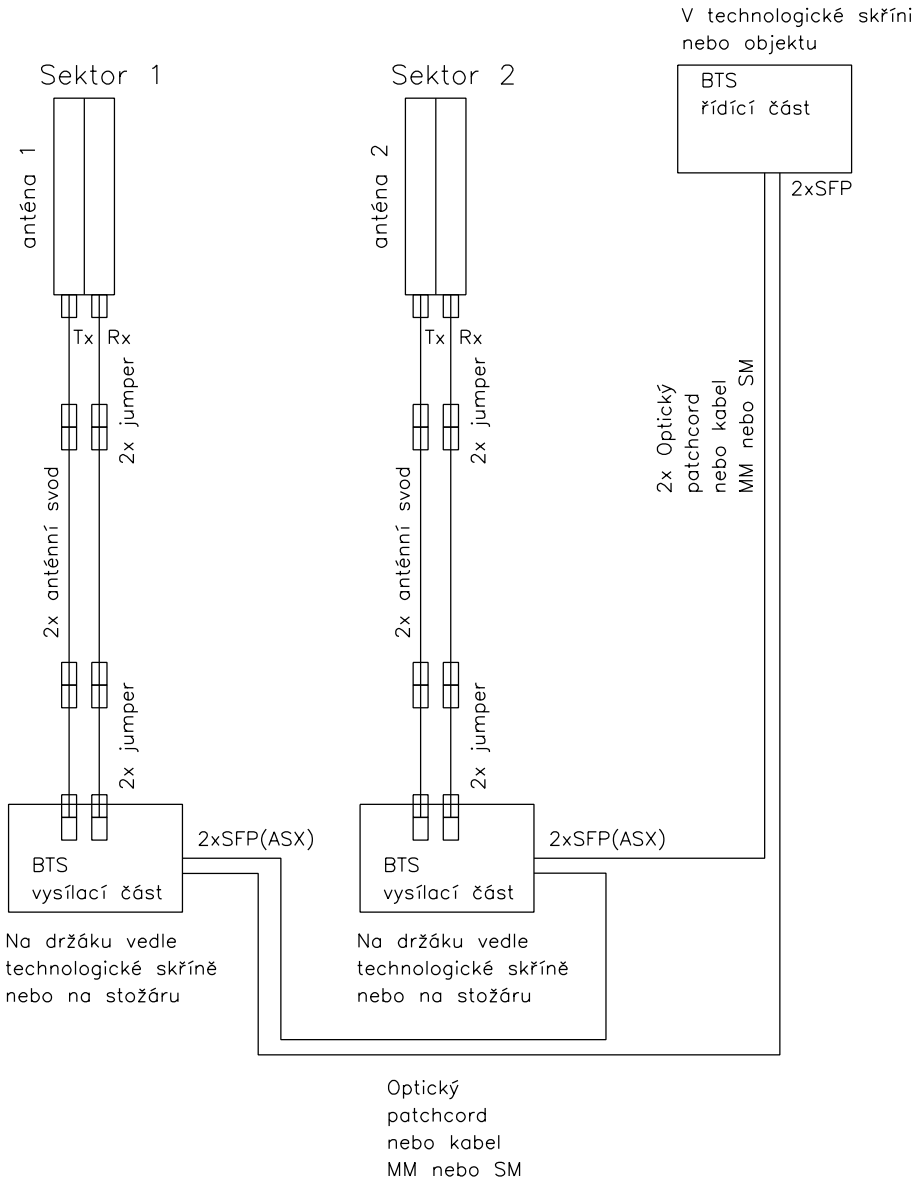 V technologické skříni
nebo objektu
Sektor 1
Sektor 2
BTS
řídící část
2xSFP
anténa 1
anténa 2
Tx
Rx
Tx
Rx
2x jumper
2x jumper
2x Optický
patchcord
nebo kabel
MM nebo SM
2x anténní svod
2x anténní svod
2x jumper
2x jumper
2xSFP(ASX)
2xSFP(ASX)
BTS
vysílací část
BTS
vysílací část
Na držáku vedle
technologické skříně
nebo na stožáru
Na držáku vedle
technologické skříně
nebo na stožáru
Optický
patchcord
nebo kabel
MM nebo SM